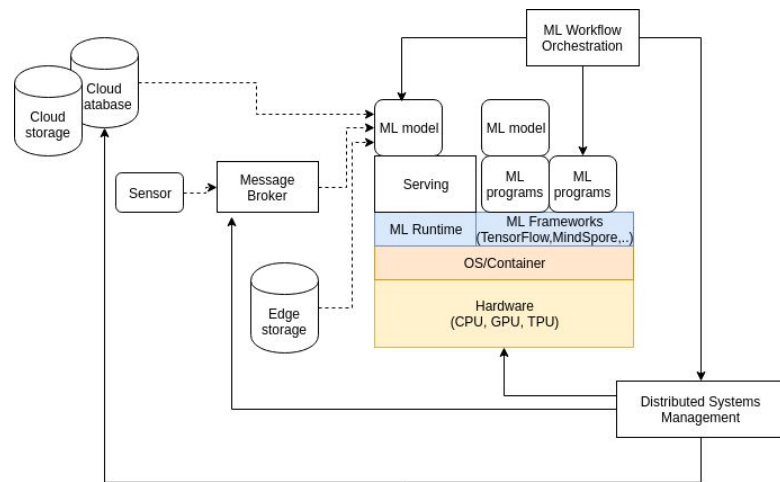 ML Workflow
Orchestration
Cloud
database
Cloud
storage
ML model
ML model
Sensor
Message
Broker
Serving
ML
programs
ML
programs
ML Runtime
ML Frameworks
(TensorFlow,MindSpore,..)
OS/Container
Edge
storage
Hardware
(CPU, GPU, TPU)
Distributed Systems
Management